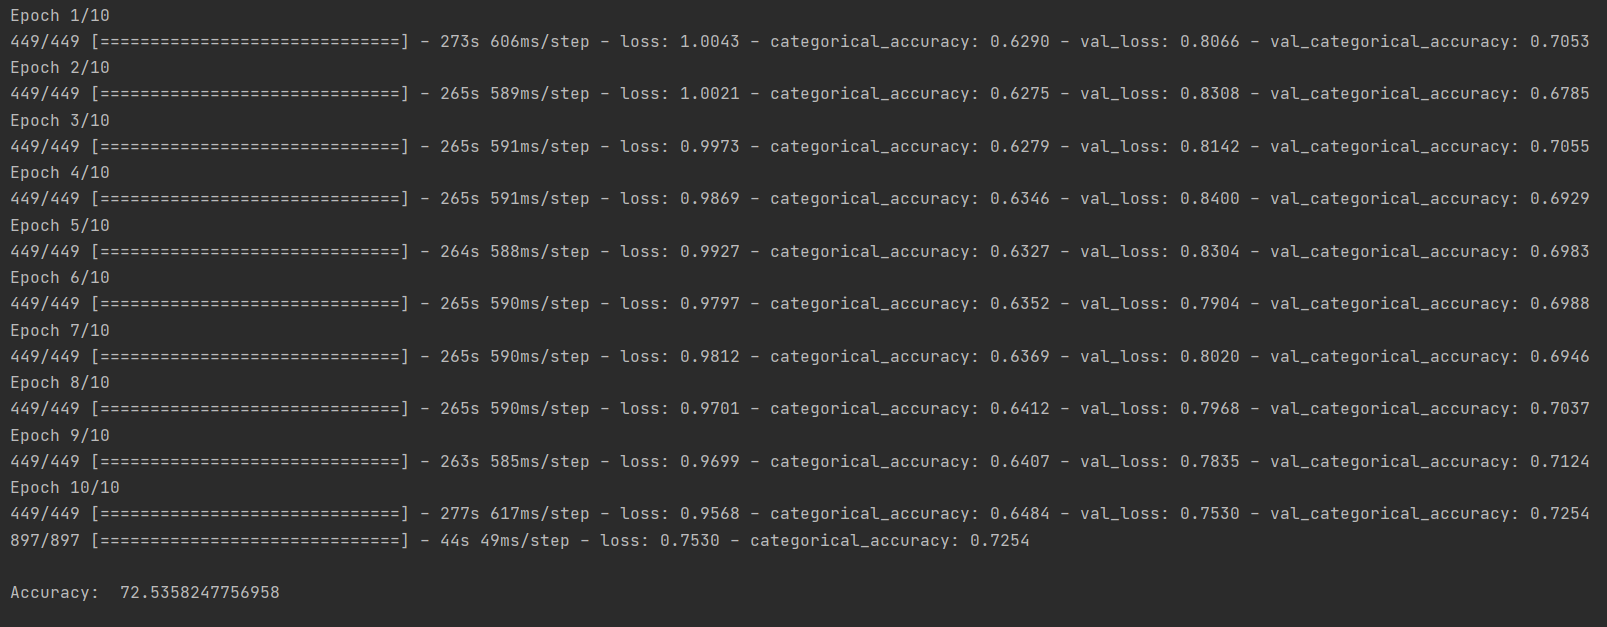 Epoch 1/10
449/449 [==============================] - 273s 606ms/step - loss: 1.0043 - categorical_accuracy: 0.6290 - val_loss: 0.8066 - val_categorical_accuracy: 0.7053
Epoch 2/10
449/449 [==============================] - 265s 589ms/step - loss: 1.0021 - categorical_accuracy: 0.6275 - val_loss: 0.8308 - val_categorical_accuracy: 0.6785
Epoch 3/10
449/449 [==============================] - 265s 591ms/step - loss: 0.9973 - categorical_accuracy: 0.6279 - val_loss: 0.8142 - val_categorical_accuracy: 0.7055
Epoch 4/10
449/449 [==============================] - 265s 591ms/step - loss: 0.9869 - categorical_accuracy: 0.6346 - val_loss: 0.8400 - val_categorical_accuracy: 0.6929
Epoch 5/10
449/449 [==============================] - 264s 588ms/step - loss: 0.9927 - categorical_accuracy: 0.6327 - val_loss: 0.8304 - val_categorical_accuracy: 0.6983
Epoch 6/10
449/449 [==============================] - 265s 590ms/step - loss: 0.9797 - categorical_accuracy: 0.6352 - val_loss: 0.7904 - val_categorical_accuracy: 0.6988
Epoch 7/10
449/449 [==============================] - 265s 590ms/step - loss: 0.9812 - categorical_accuracy: 0.6369 - val_loss: 0.8020 - val_categorical_accuracy: 0.6946
Epoch 8/10
449/449 [==============================] - 265s 590ms/step - loss: 0.9701 - categorical_accuracy: 0.6412 - val_loss: 0.7968 - val_categorical_accuracy: 0.7037
Epoch 9/10
449/449 [==============================] - 263s 585ms/step - loss: 0.9699 - categorical_accuracy: 0.6407 - val_loss: 0.7835 - val_categorical_accuracy: 0.7124
Epoch 10/10
449/449 [==============================] - 277s 617ms/step - loss: 0.9568 - categorical_accuracy: 0.6484 - val_loss: 0.7530 - val_categorical_accuracy: 0.7254
897/897 [==============================] - 44s 49ms/step - loss: 0.7530 - categorical_accuracy: 0.7254
Accuracy:  72.5358247756958